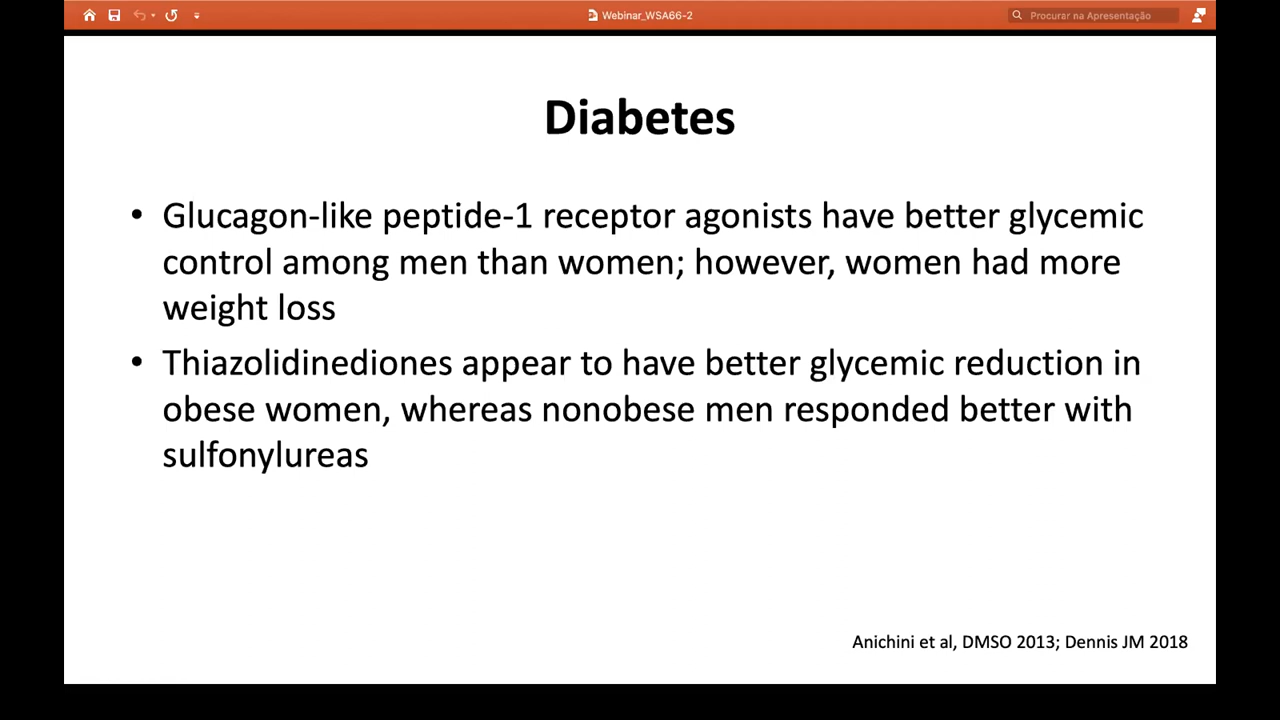 Webinar_WSA66-2
Procurar na Apresentação
Diabetes
• Glucagon-like peptide-1 receptor agonists have better glycemic
control among men than women; however, women had more
weight loss
• Thiazolidinediones appear to have better glycemic reduction in
obese women, whereas nonobese men responded better with
sulfonylureas
Anichini et al, DMSO 2013; Dennis JM 2018